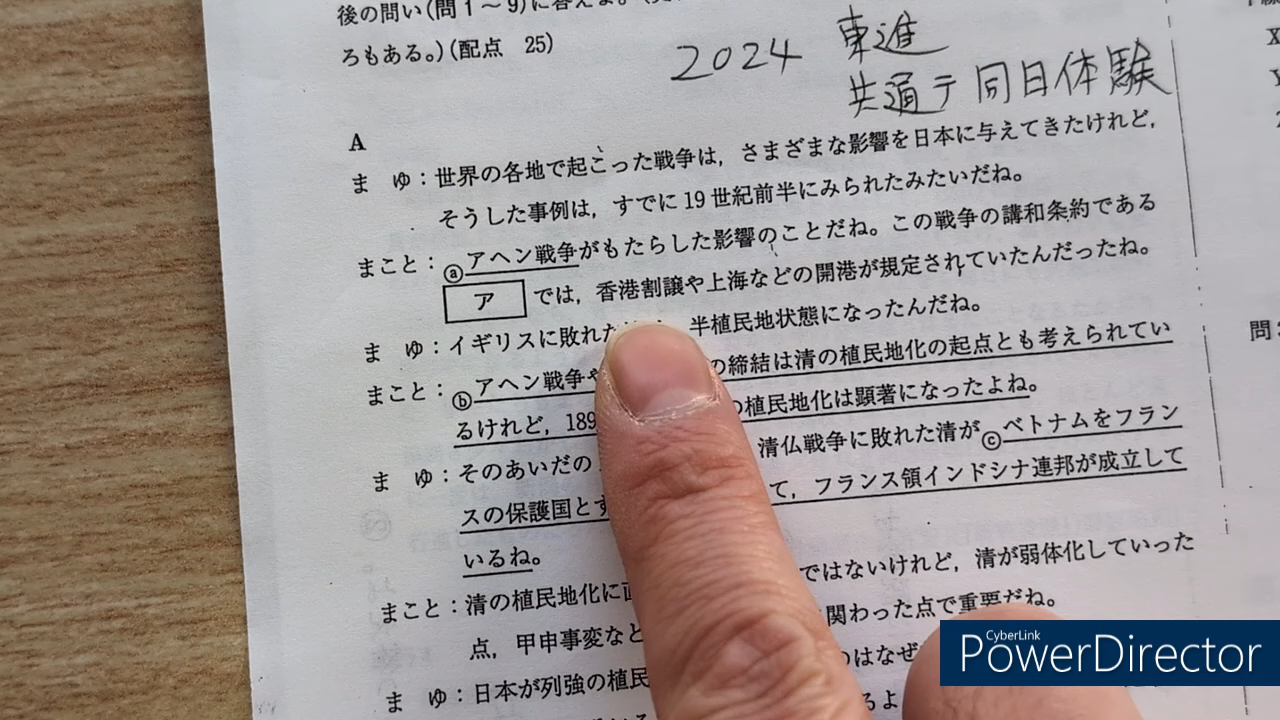 後の問い(問1〜9)に答えよ。
ろもある。)(配点 25)
2024 東進
共通テ同日体験
A
ま ゆ:世界の各地で起こった戦争は,さまざまな影響を日本に与えてきたけれど,
そうした事例は,すでに19世紀前半にみられたみたいだね。
まこと:ⓐアヘン戦争がもたらした影響のことだね。この戦争の講和条約である
ア では,香港割譲や上海などの開港が規定されていたんだったね。
ま ゆ:イギリスに敗れた 半植民地状態になったんだね。
まこと:ⓑアヘン戦争や の締結は清の植民地化の起点とも考えられてい
るけれど,189 の植民地化は顕著になったよね。
ま ゆ:そのあいだの 清仏戦争に敗れた清がⓒベトナムをフラン
スの保護国とす て,フランス領インドシナ連邦が成立して
いるね。
まこと:清の植民地化に ではないけれど,清が弱体化していった
点,甲申事変など 関わった点で重要だね。
ま ゆ:日本が列強の植民 のはなぜ
るよ
問
CyberLink
PowerDirector